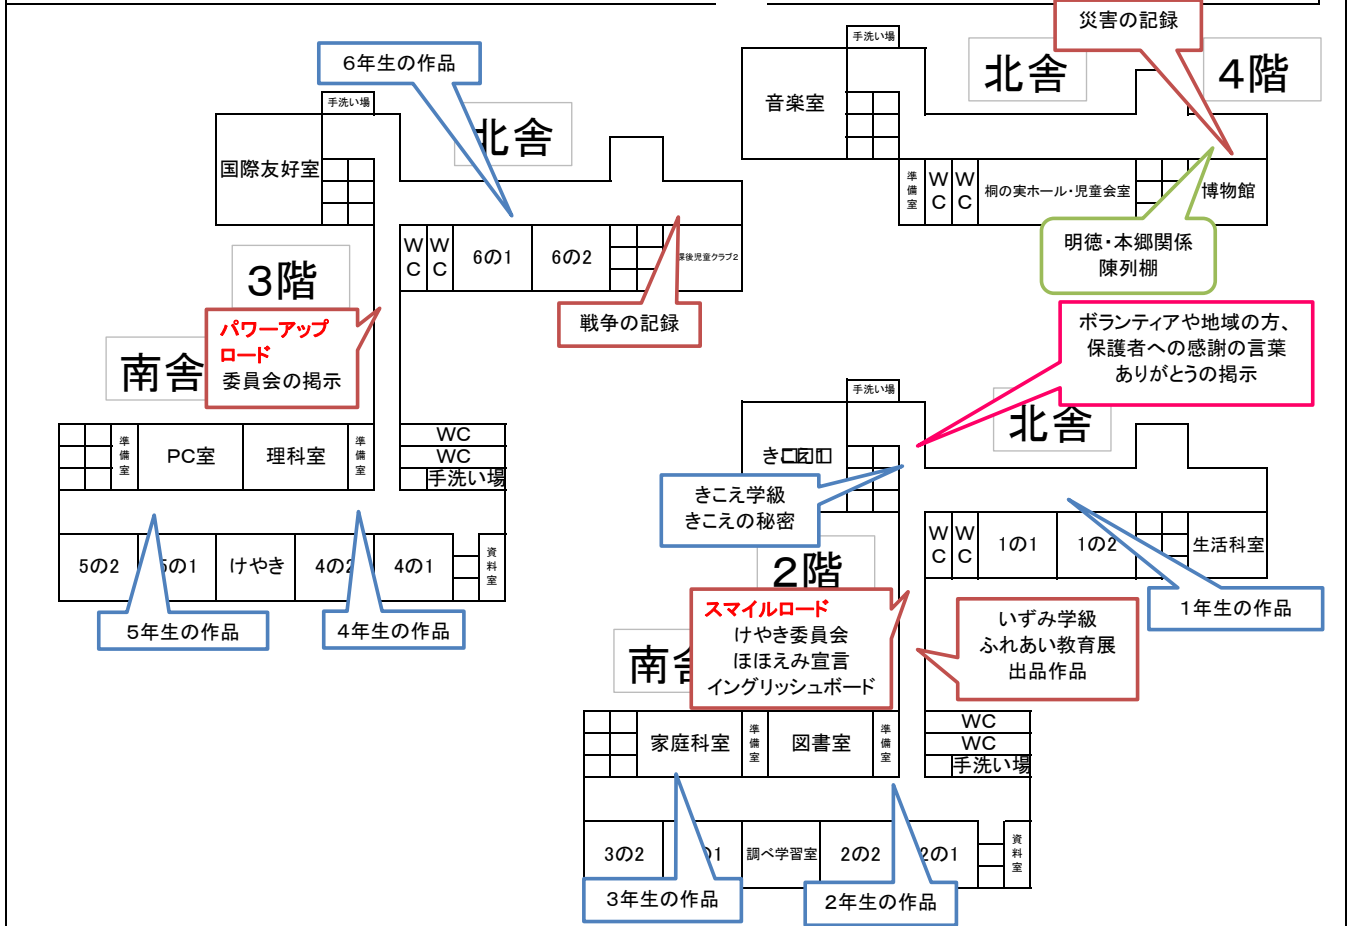 災害の記録
手洗い場
北舎
4階
音楽室
準備室
WC
WC
桐の実ホール・児童会室
博物館
明徳・本郷関係
陳列棚
6年生の作品
手洗い場
北舎
国際友好室
3階
WC
WC
6の1
6の2
課後児童クラブ2
戦争の記録
パワーアップ
ロード
委員会の掲示
南舎
準備室
PC室
理科室
準備室
WC
WC
手洗い場
5の2
5の1
けやき
4の2
4の1
資料室
5年生の作品
4年生の作品
ボランティアや地域の方、
保護者への感謝の言葉
ありがとうの掲示
手洗い場
北舎
きこえ学級
きこえの秘密
WC
WC
1の1
1の2
生活科室
2階
1年生の作品
スマイルロード
けやき委員会
ほほえみ宣言
イングリッシュボード
いずみ学級
ふれあい教育展
出品作品
南舎
家庭科室
準備室
図書室
準備室
WC
WC
手洗い場
3の2
1
調べ学習室
2の2
2の1
資料室
3年生の作品
2年生の作品